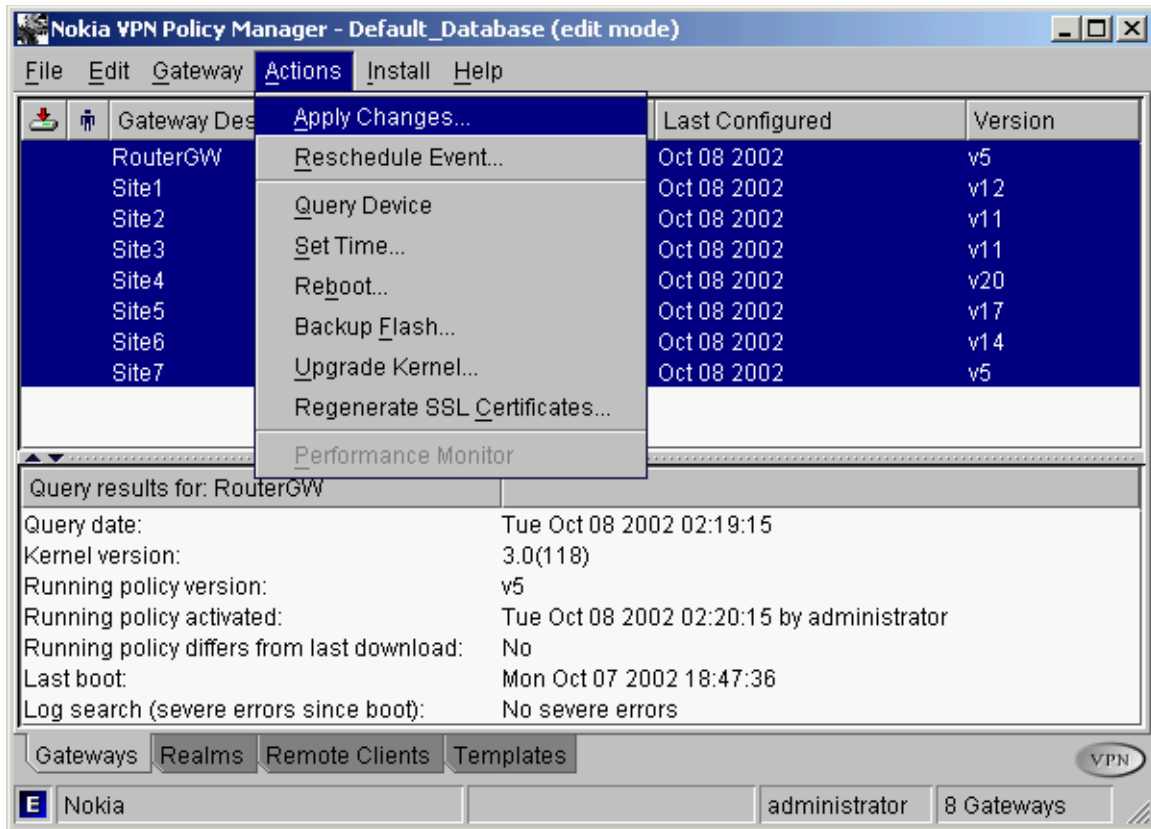 Nokia VPN Policy Manager - Default_Database (edit mode)
File Edit Gateway Actions Install Help
Gateway Des Last Configured Version
Apply Changes...
Reschedule Event...
Query Device
Set Time...
Reboot...
Backup Flash...
Upgrade Kernel...
Regenerate SSL Certificates...
Performance Monitor
RouterGW Oct 08 2002 v5
Site1 Oct 08 2002 v12
Site2 Oct 08 2002 v11
Site3 Oct 08 2002 v11
Site4 Oct 08 2002 v20
Site5 Oct 08 2002 v17
Site6 Oct 08 2002 v14
Site7 Oct 08 2002 v5
Query results for: RouterGW
Query date: Tue Oct 08 2002 02:19:15
Kernel version: 3.0(118)
Running policy version: v5
Running policy activated: Tue Oct 08 2002 02:20:15 by administrator
Running policy differs from last download: No
Last boot: Mon Oct 07 2002 18:47:36
Log search (severe errors since boot): No severe errors
Gateways Realms Remote Clients Templates VPN
E Nokia administrator 8 Gateways